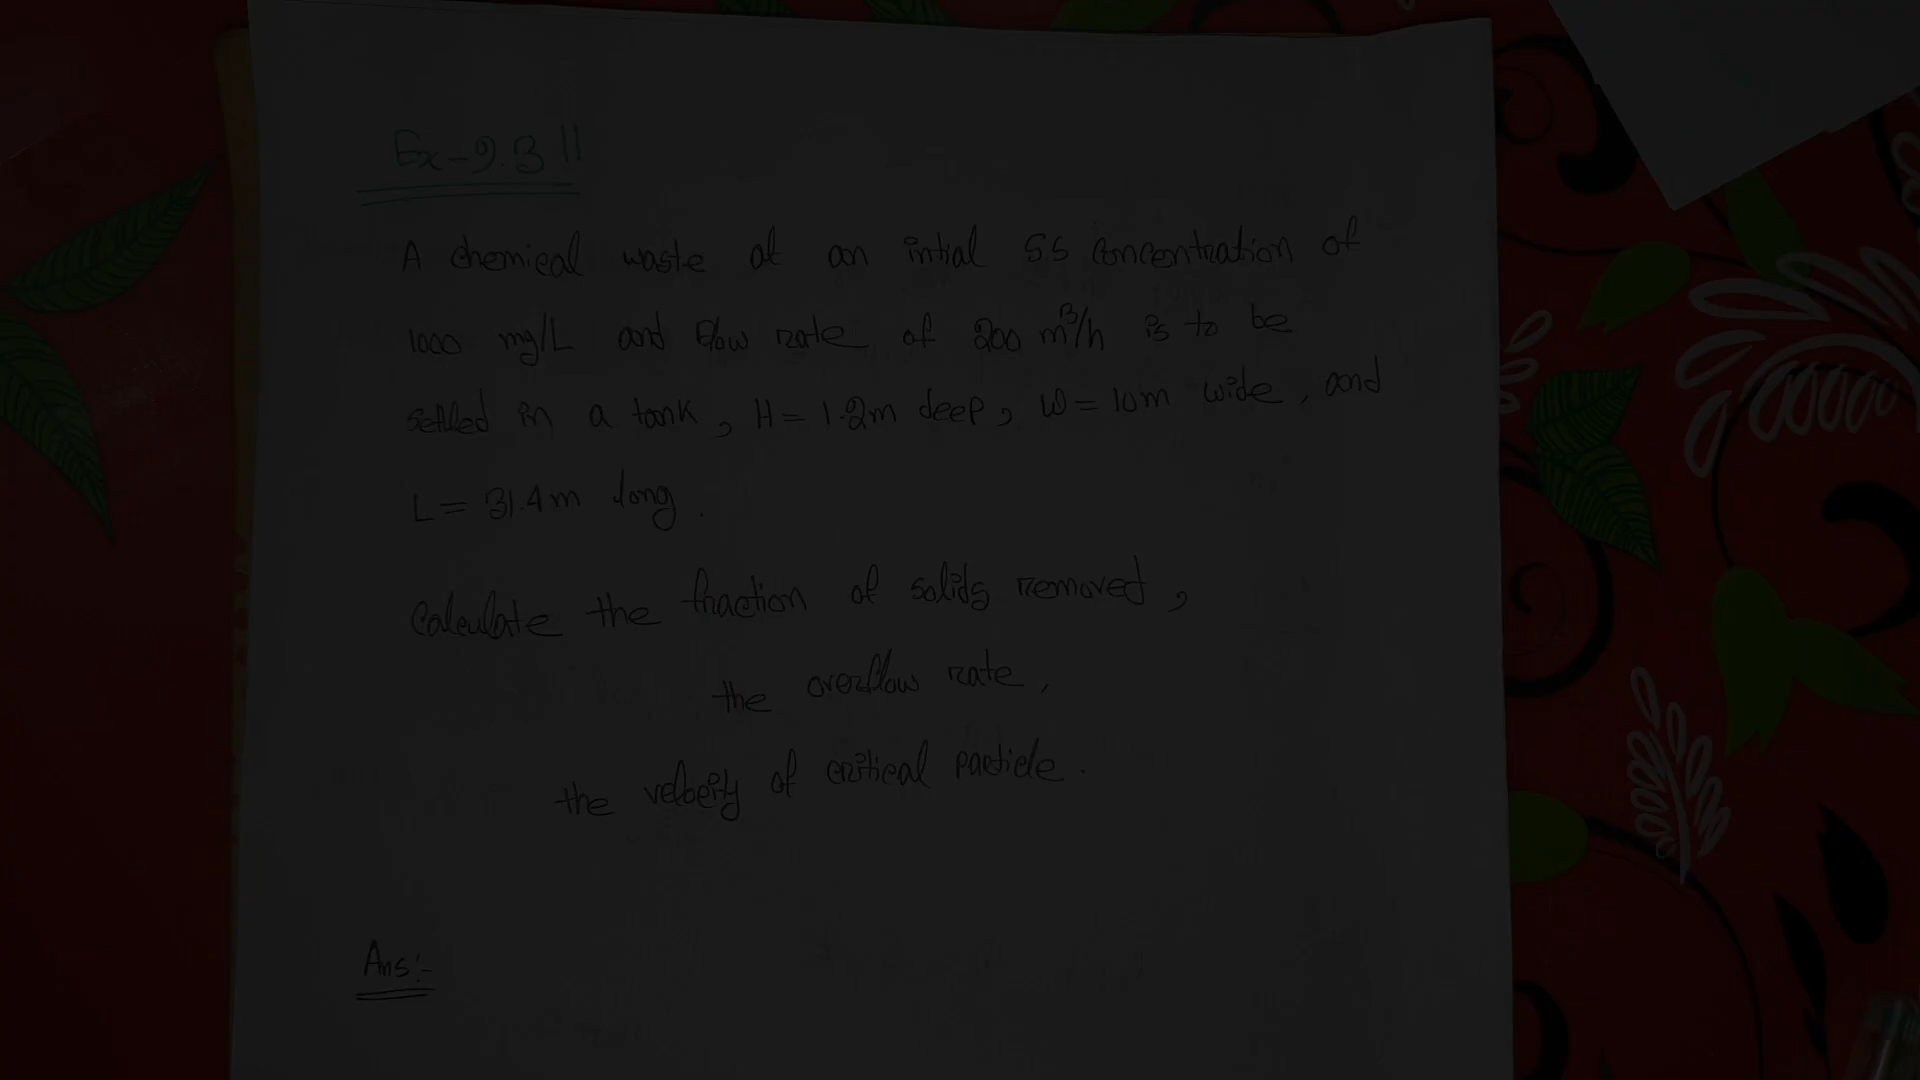 Ex-9.3 ||
A chemical waste at an intial SS concentration of
1000 mg/L and flow rate of 200 m³/h is to be
settled in a tank, H = 1.2m deep, W = 10m wide, and
L = 31.4m long.
Calculate the fraction of solids removed,
the overflow rate,
the velocity of critical particle.
Ans:-